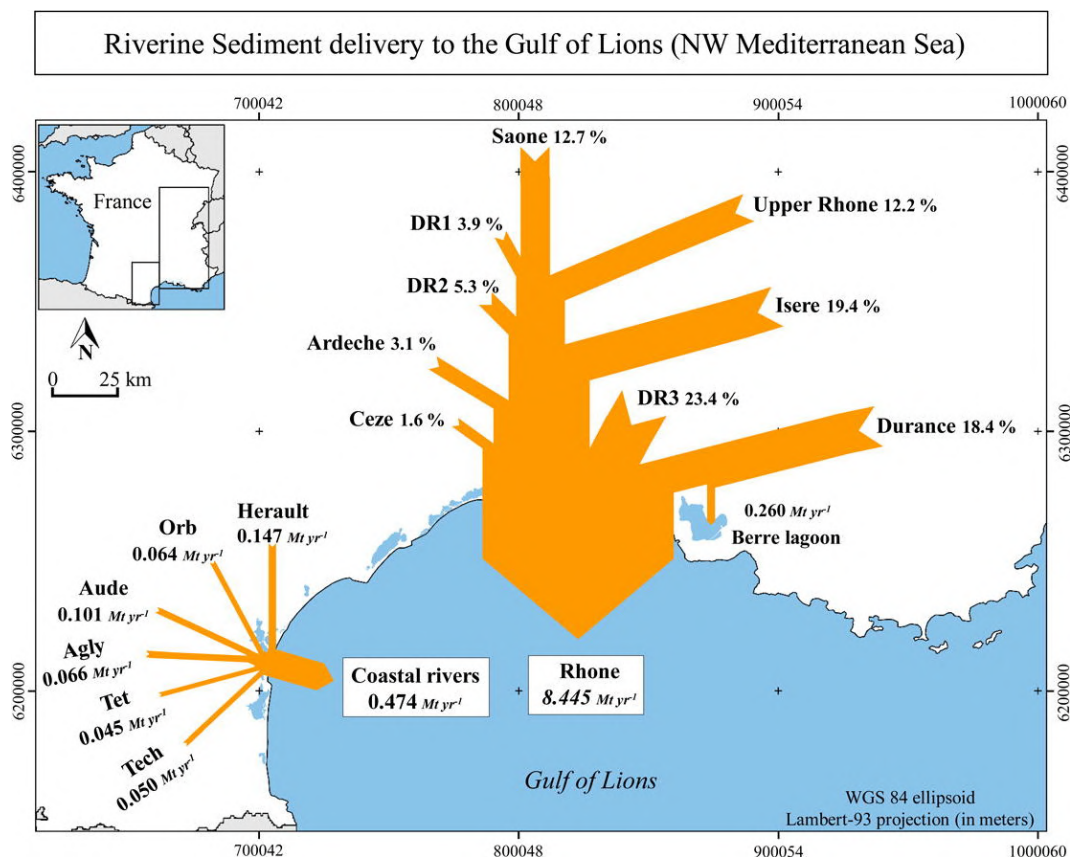 Riverine Sediment delivery to the Gulf of Lions (NW Mediterranean Sea)
700042
800048
900054
1000060
6400000
6400000
France
N
0 25 km
Saone 12.7 %
Upper Rhone 12.2 %
DR1 3.9 %
DR2 5.3 %
Isere 19.4 %
Ardeche 3.1 %
DR3 23.4 %
Ceze 1.6 %
Durance 18.4 %
6300000
6300000
0.260 Mt yr-1
Berre lagoon
Herault
0.147 Mt yr-1
Orb
0.064 Mt yr-1
Aude
0.101 Mt yr-1
Agly
0.066 Mt yr-1
Tet
0.045 Mt yr-1
Tech
0.050 Mt yr-1
Coastal rivers
0.474 Mt yr-1
Rhone
8.445 Mt yr-1
6200000
6200000
Gulf of Lions
WGS 84 ellipsoid
Lambert-93 projection (in meters)
700042
800048
900054
1000060